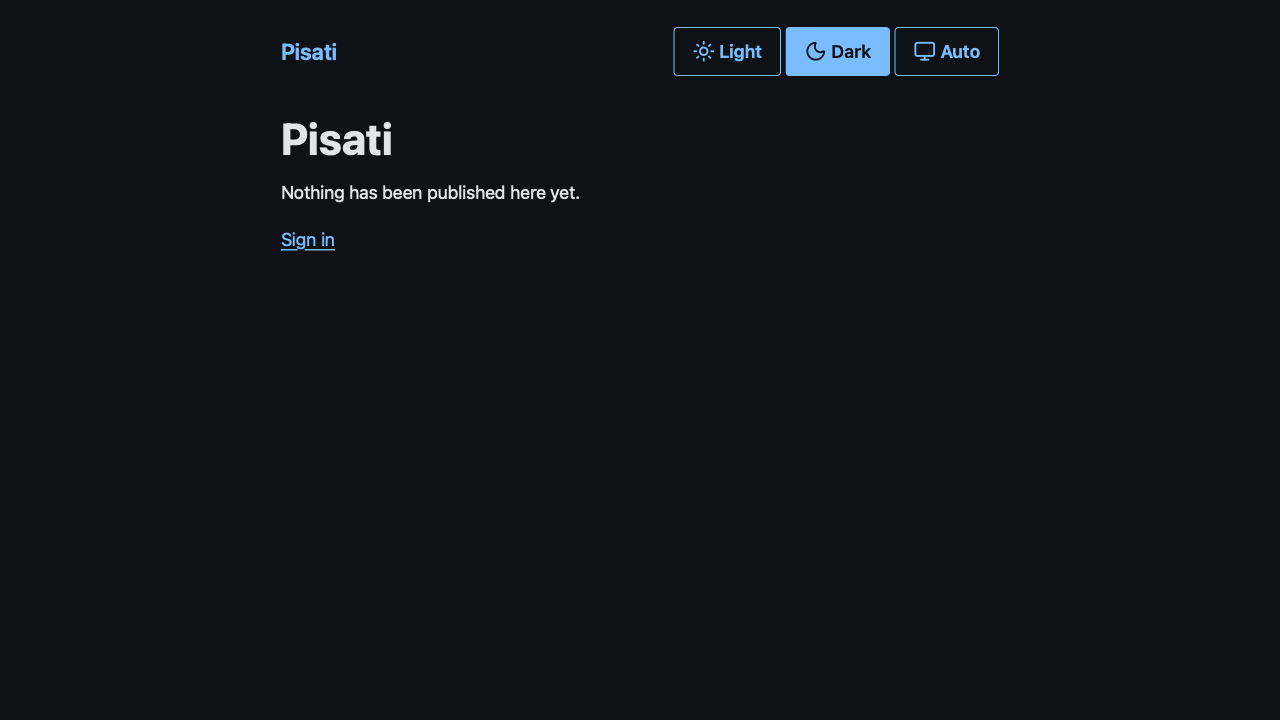 Pisati
Light
Dark
Auto
Pisati
Nothing has been published here yet.
Sign in